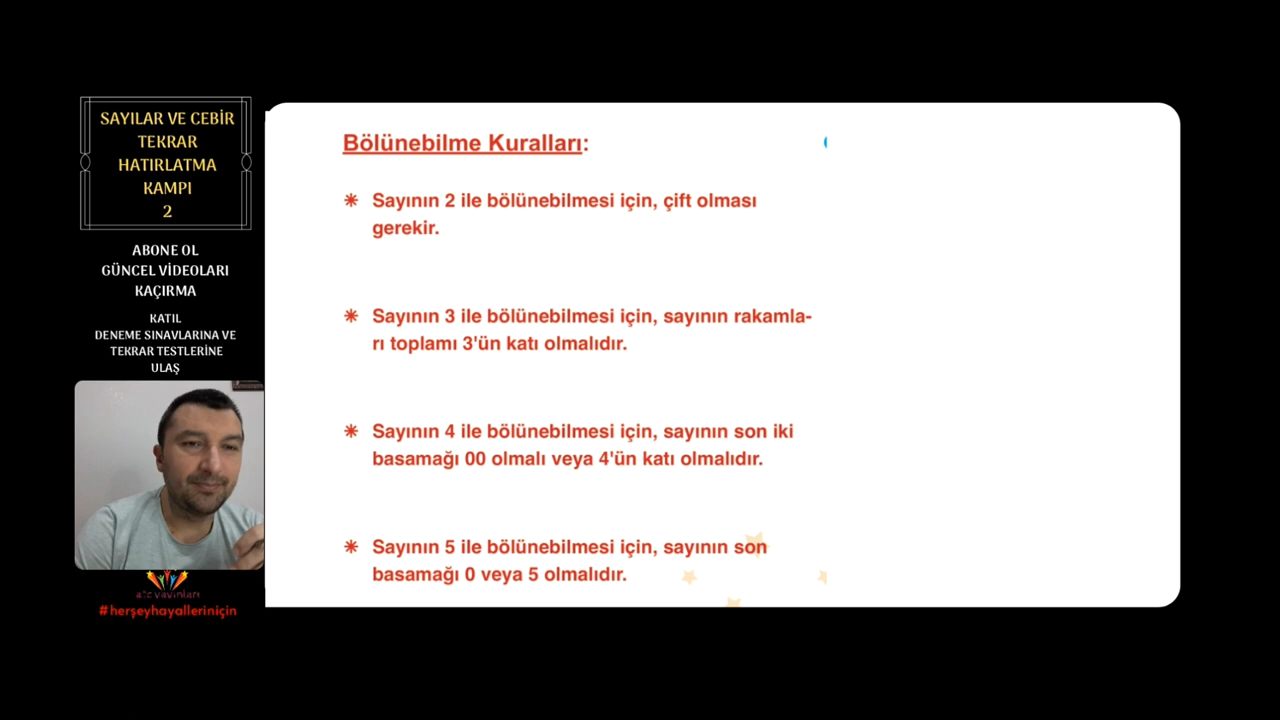 SAYILAR VE CEBİR
TEKRAR
HATIRLATMA
KAMPI
2
ABONE OL
GÜNCEL VİDEOLARI
KAÇIRMA
KATIL
DENEME SINAVLARINA VE
TEKRAR TESTLERİNE
ULAŞ
yayınları
#herşeyhayalleriniçin
Bölünebilme Kuralları:
✳ Sayının 2 ile bölünebilmesi için, çift olması
gerekir.
✳ Sayının 3 ile bölünebilmesi için, sayının rakamla-
rı toplamı 3'ün katı olmalıdır.
✳ Sayının 4 ile bölünebilmesi için, sayının son iki
basamağı 00 olmalı veya 4'ün katı olmalıdır.
✳ Sayının 5 ile bölünebilmesi için, sayının son
basamağı 0 veya 5 olmalıdır.